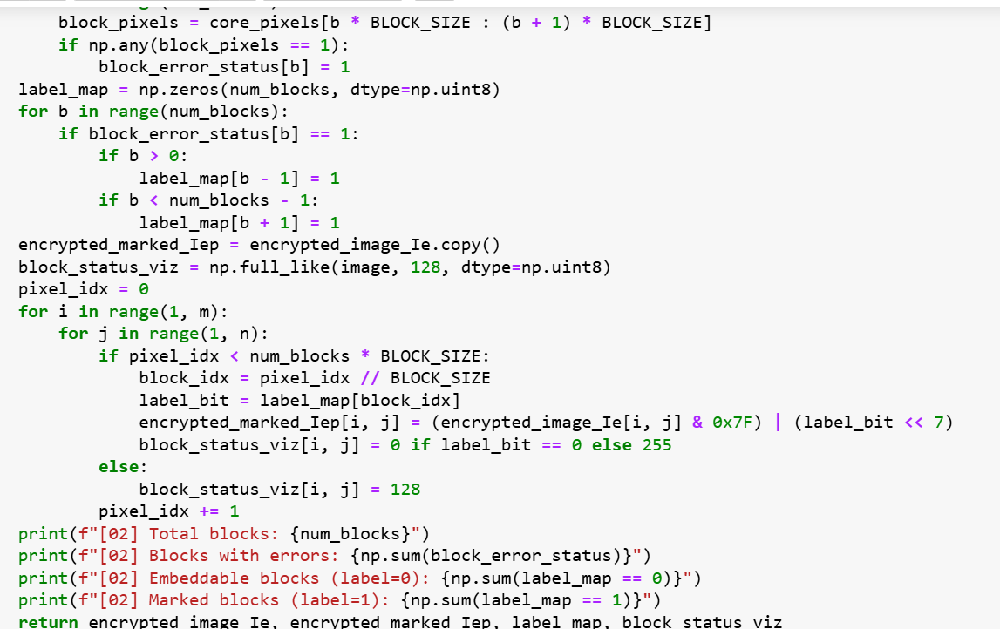 block_pixels = core_pixels[b * BLOCK_SIZE : (b + 1) * BLOCK_SIZE]
        if np.any(block_pixels == 1):
            block_error_status[b] = 1
    label_map = np.zeros(num_blocks, dtype=np.uint8)
    for b in range(num_blocks):
        if block_error_status[b] == 1:
            if b > 0:
                label_map[b - 1] = 1
            if b < num_blocks - 1:
                label_map[b + 1] = 1
    encrypted_marked_Iep = encrypted_image_Ie.copy()
    block_status_viz = np.full_like(image, 128, dtype=np.uint8)
    pixel_idx = 0
    for i in range(1, m):
        for j in range(1, n):
            if pixel_idx < num_blocks * BLOCK_SIZE:
                block_idx = pixel_idx // BLOCK_SIZE
                label_bit = label_map[block_idx]
                encrypted_marked_Iep[i, j] = (encrypted_image_Ie[i, j] & 0x7F) | (label_bit << 7)
                block_status_viz[i, j] = 0 if label_bit == 0 else 255
            else:
                block_status_viz[i, j] = 128
            pixel_idx += 1
    print(f"[02] Total blocks: {num_blocks}")
    print(f"[02] Blocks with errors: {np.sum(block_error_status)}")
    print(f"[02] Embeddable blocks (label=0): {np.sum(label_map == 0)}")
    print(f"[02] Marked blocks (label=1): {np.sum(label_map == 1)}")
    return encrypted_image_Ie, encrypted_marked_Iep, label_map, block_status_viz